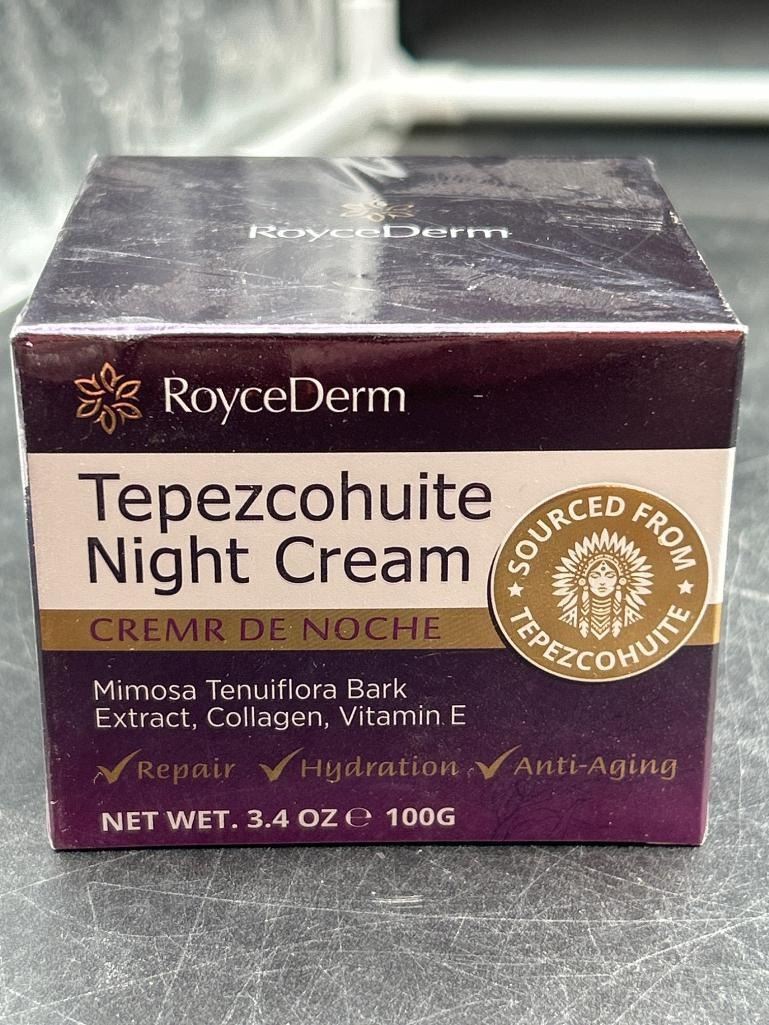 RoyceDerm
RoyceDerm
Tepezcohuite
Night Cream
SOURCED FROM
TEPEZCOHUITE
CREMR DE NOCHE
Mimosa Tenuiflora Bark
Extract, Collagen, Vitamin E
Repair Hydration Anti-Aging
NET WET. 3.4 OZ ℮ 100G